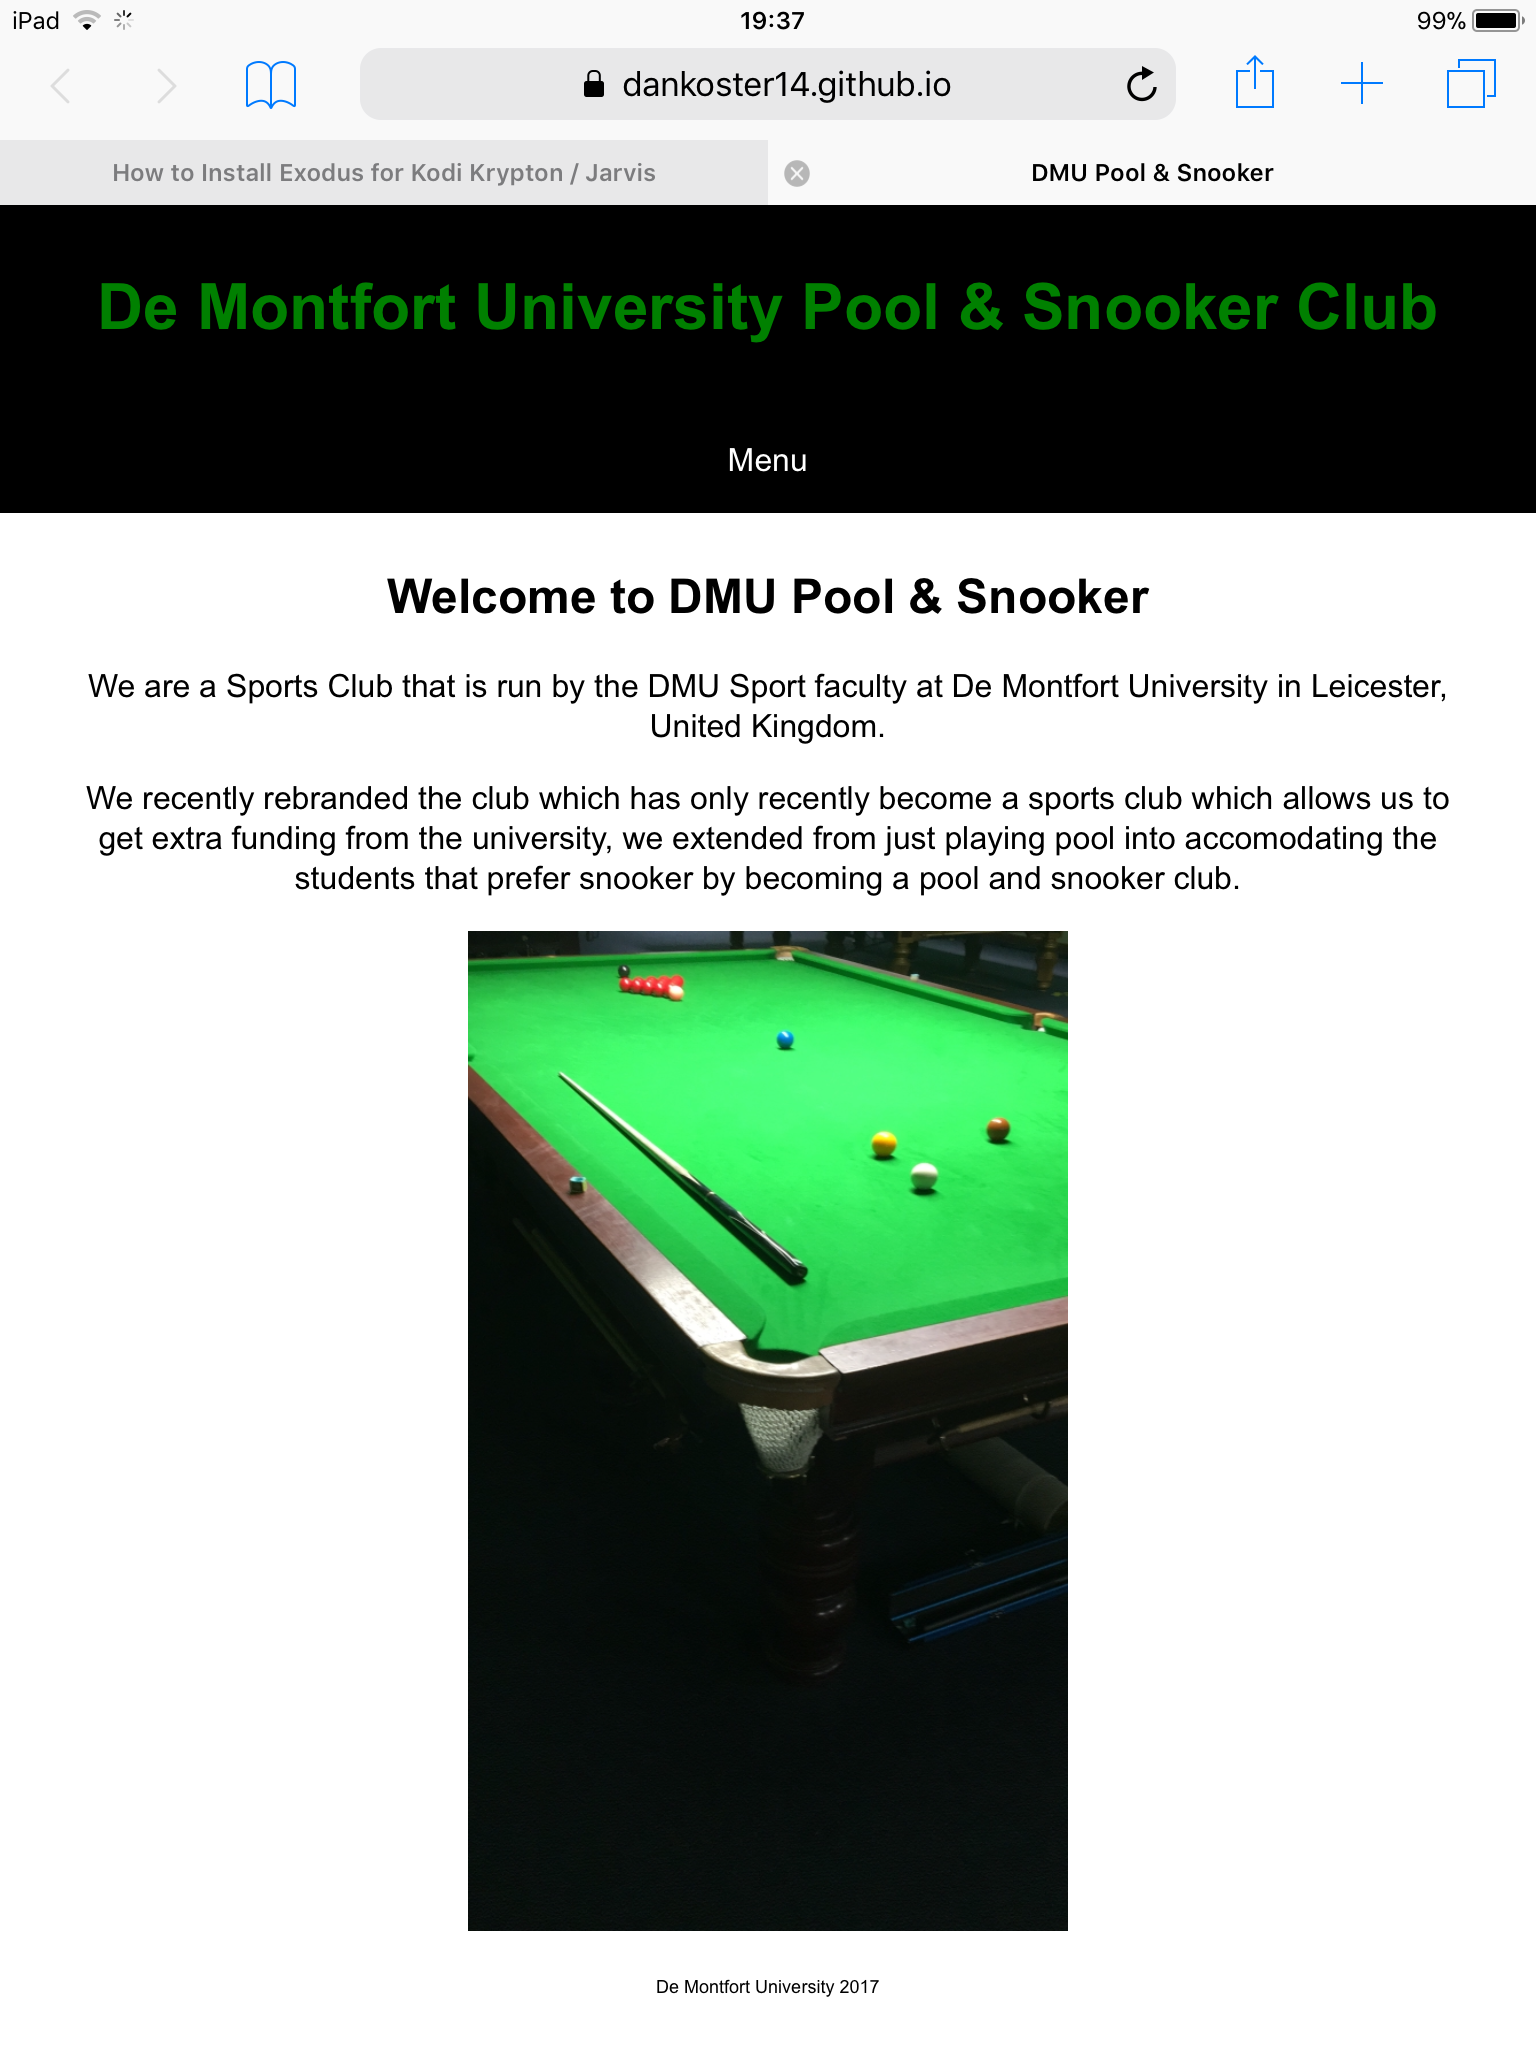 iPad 19:37 99%
dankoster14.github.io
How to Install Exodus for Kodi Krypton / Jarvis DMU Pool & Snooker
De Montfort University Pool & Snooker Club
Menu
Welcome to DMU Pool & Snooker
We are a Sports Club that is run by the DMU Sport faculty at De Montfort University in Leicester,
United Kingdom.
We recently rebranded the club which has only recently become a sports club which allows us to
get extra funding from the university, we extended from just playing pool into accomodating the
students that prefer snooker by becoming a pool and snooker club.
De Montfort University 2017